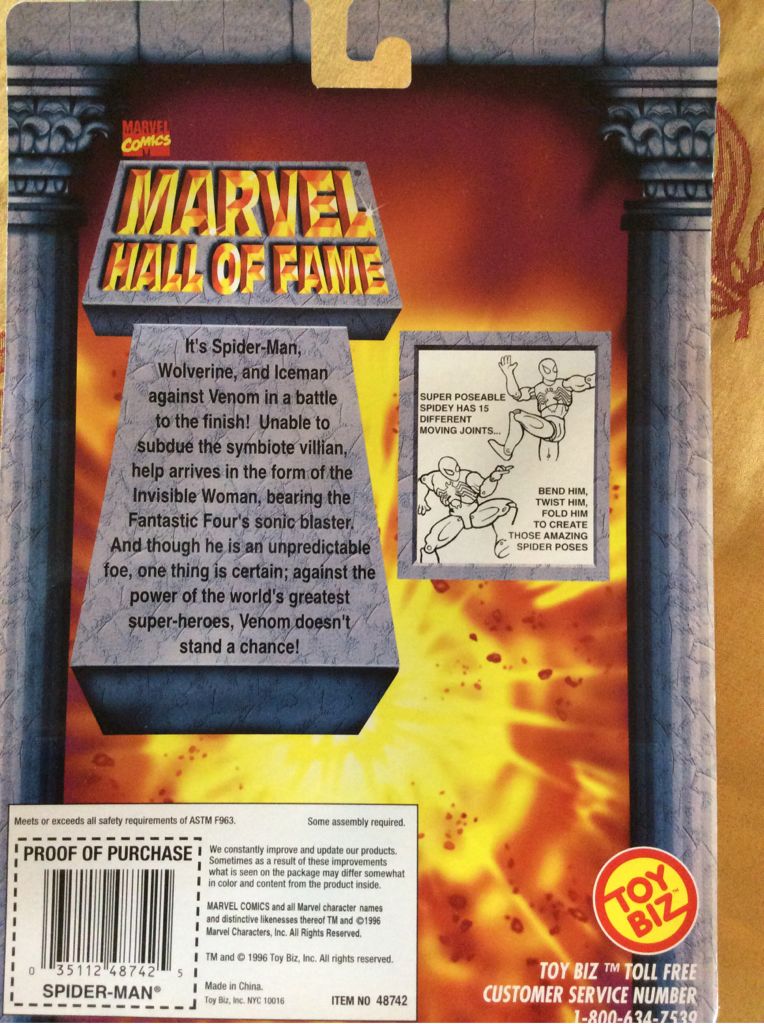 MARVEL
COMICS
MARVEL
HALL OF FAME
It's Spider-Man,
Wolverine, and Iceman
against Venom in a battle
to the finish! Unable to
subdue the symbiote villian,
help arrives in the form of the
Invisible Woman, bearing the
Fantastic Four's sonic blaster.
And though he is an unpredictable
foe, one thing is certain; against the
power of the world's greatest
super-heroes, Venom doesn't
stand a chance!
SUPER POSEABLE
SPIDEY HAS 15
DIFFERENT
MOVING JOINTS...
BEND HIM,
TWIST HIM,
FOLD HIM
TO CREATE
THOSE AMAZING
SPIDER POSES
Meets or exceeds all safety requirements of ASTM F963.
Some assembly required.
PROOF OF PURCHASE
0 35112 48742 5
SPIDER-MAN®
We constantly improve and update our products.
Sometimes as a result of these improvements
what is seen on the package may differ somewhat
in color and content from the product inside.
MARVEL COMICS and all Marvel character names
and distinctive likenesses thereof TM and ©1996
Marvel Characters, Inc. All Rights Reserved.
TM and © 1996 Toy Biz, Inc. All rights reserved.
Made in China.
Toy Biz, Inc. NYC 10016
ITEM NO 48742
TOY
BIZ™
TOY BIZ ™ TOLL FREE
CUSTOMER SERVICE NUMBER
1-800-634-7539